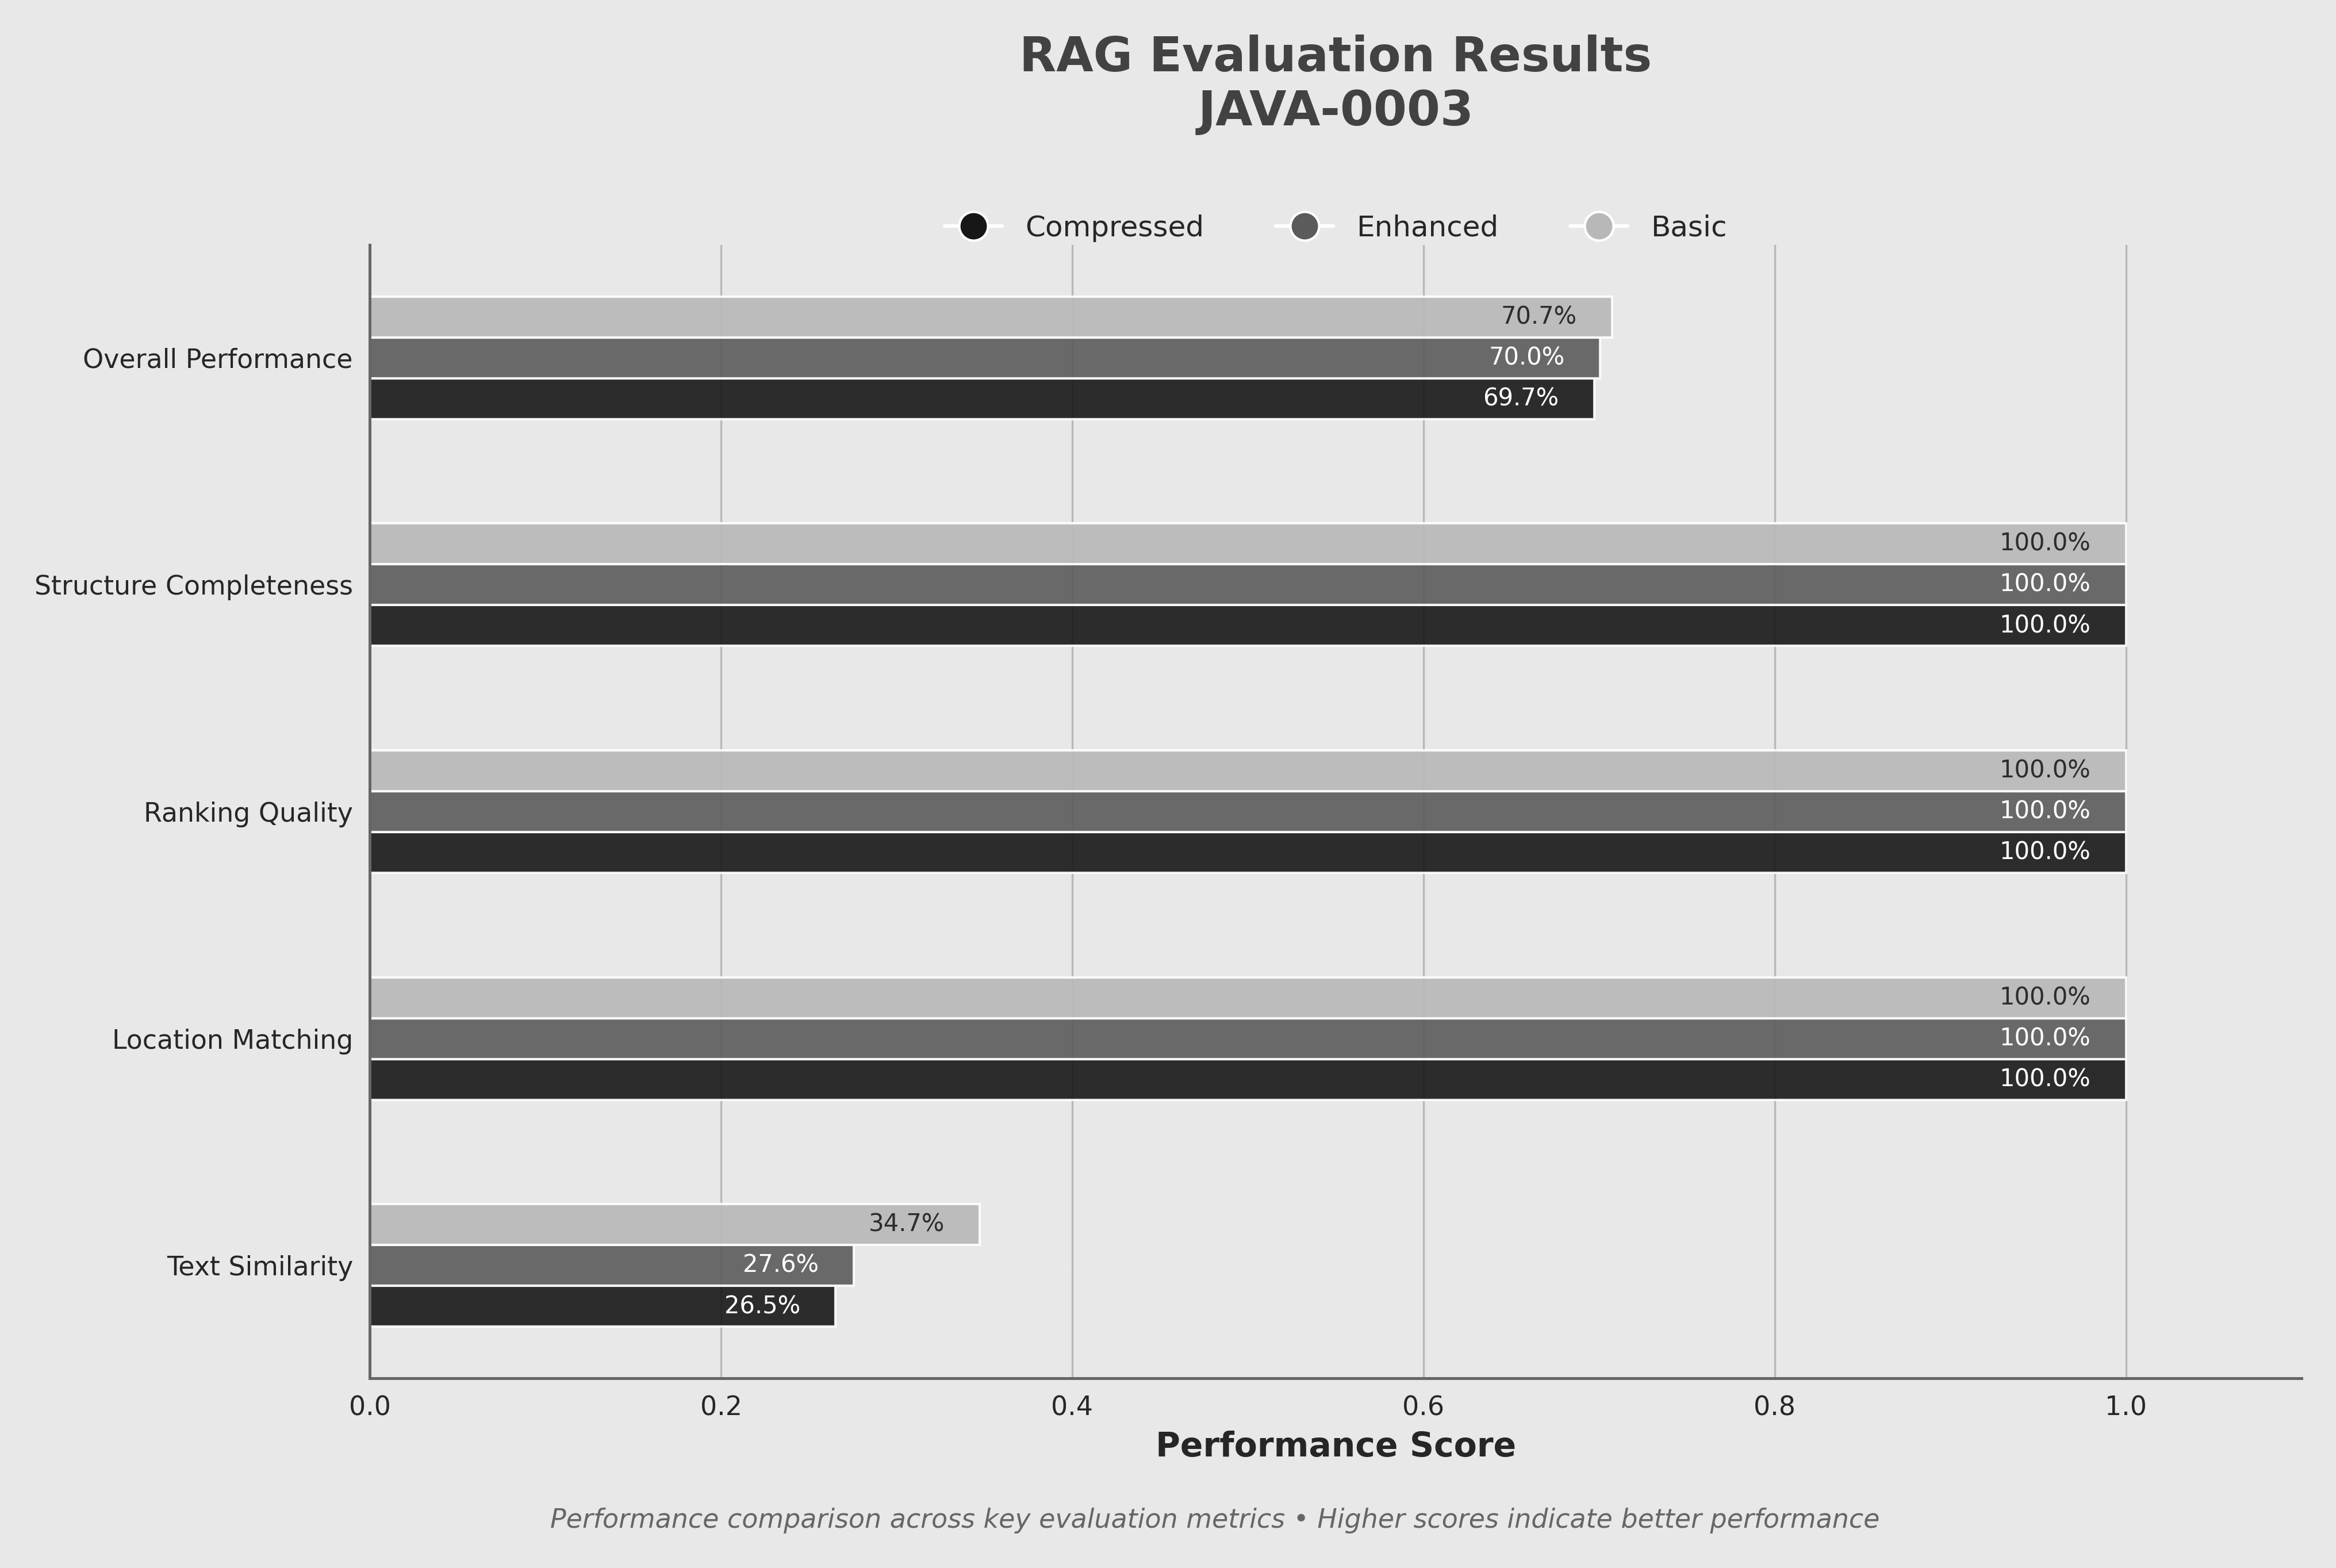 RAG Evaluation Results
JAVA-0003
Compressed
Enhanced
Basic
Overall Performance
70.7%
70.0%
69.7%
Structure Completeness
100.0%
100.0%
100.0%
Ranking Quality
100.0%
100.0%
100.0%
Location Matching
100.0%
100.0%
100.0%
Text Similarity
34.7%
27.6%
26.5%
0.0 0.2 0.4 0.6 0.8 1.0
Performance Score
Performance comparison across key evaluation metrics • Higher scores indicate better performance